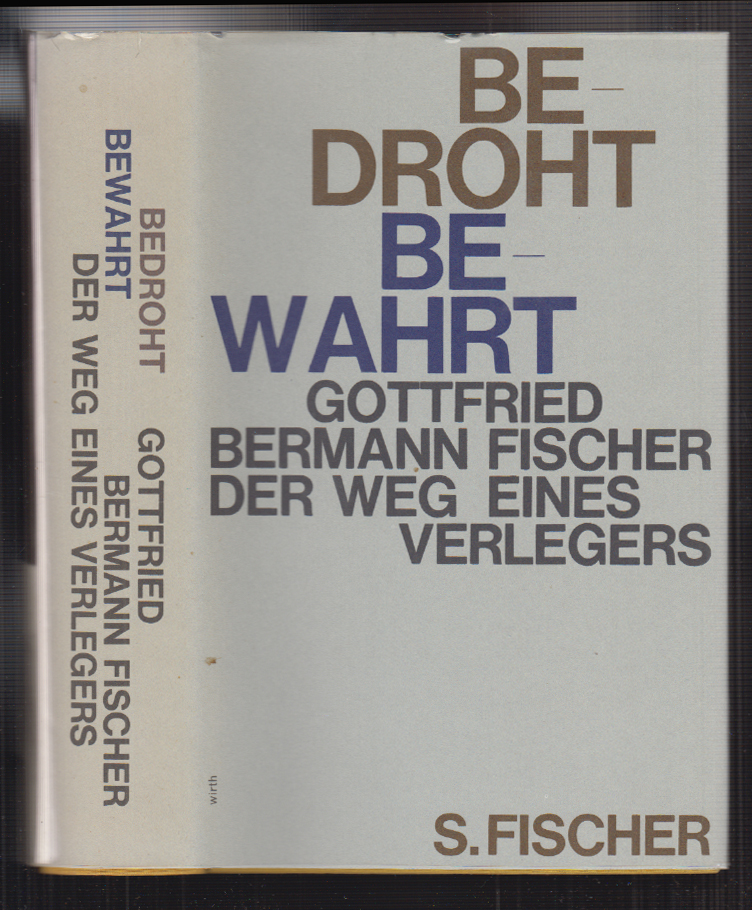 BE-
DROHT
BE-
WAHRT
GOTTFRIED
BERMANN FISCHER
DER WEG EINES
VERLEGERS
wirth
S. FISCHER
BEDROHT GOTTFRIED
BEWAHRT BERMANN FISCHER
DER WEG EINES VERLEGERS